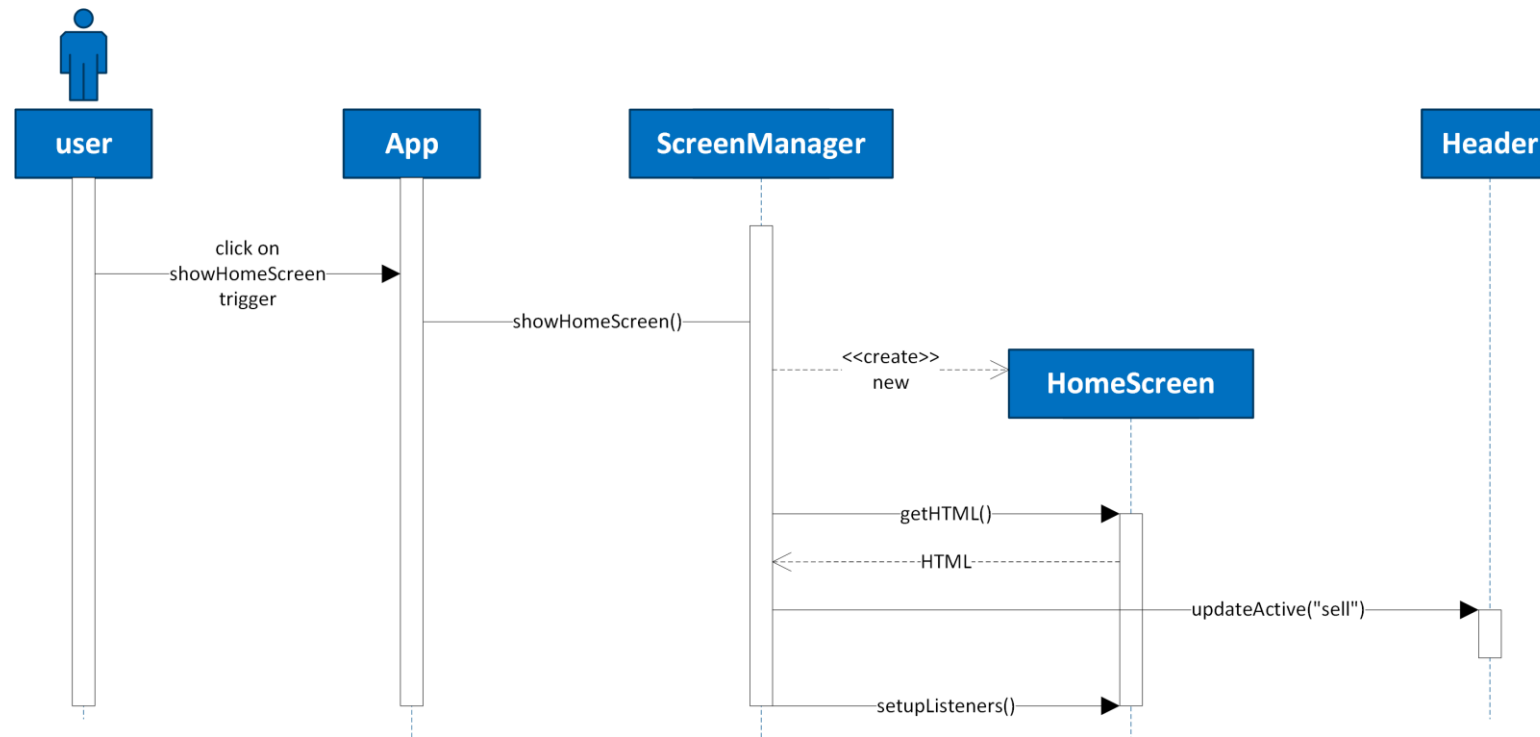 user
App
ScreenManager
Header
click on
showHomeScreen
trigger
showHomeScreen()
<<create>>
new
HomeScreen
getHTML()
HTML
updateActive("sell")
setupListeners()